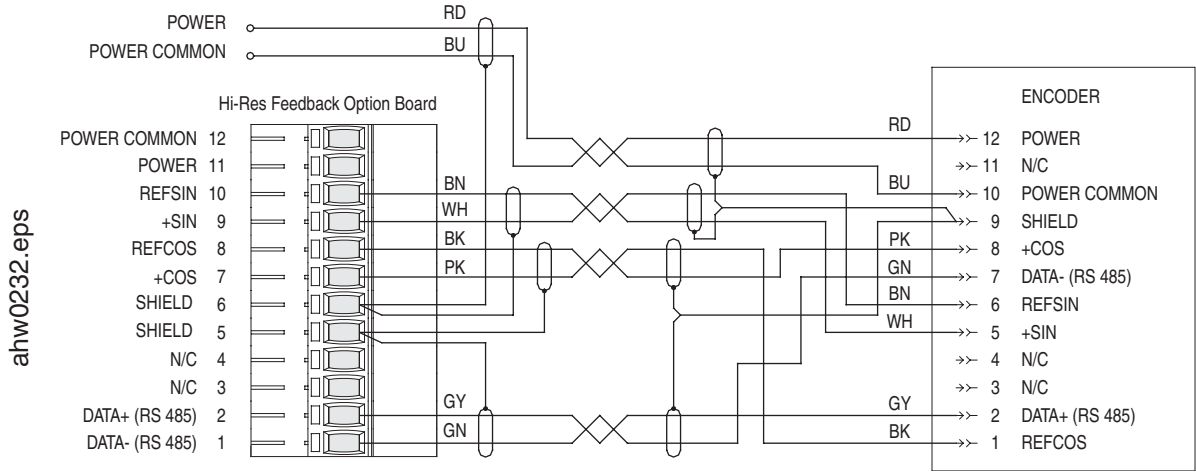 POWER RD
POWER COMMON BU
Hi-Res Feedback Option Board
POWER COMMON 12
POWER 11
REFSIN 10 BN
+SIN 9 WH
REFCOS 8 BK
+COS 7 PK
SHIELD 6
SHIELD 5
N/C 4
N/C 3
DATA+ (RS 485) 2 GY
DATA- (RS 485) 1 GN
ENCODER
RD 12 POWER
11 N/C
BU 10 POWER COMMON
9 SHIELD
PK 8 +COS
GN 7 DATA- (RS 485)
BN 6 REFSIN
WH 5 +SIN
4 N/C
3 N/C
GY 2 DATA+ (RS 485)
BK 1 REFCOS
ahw0232.eps